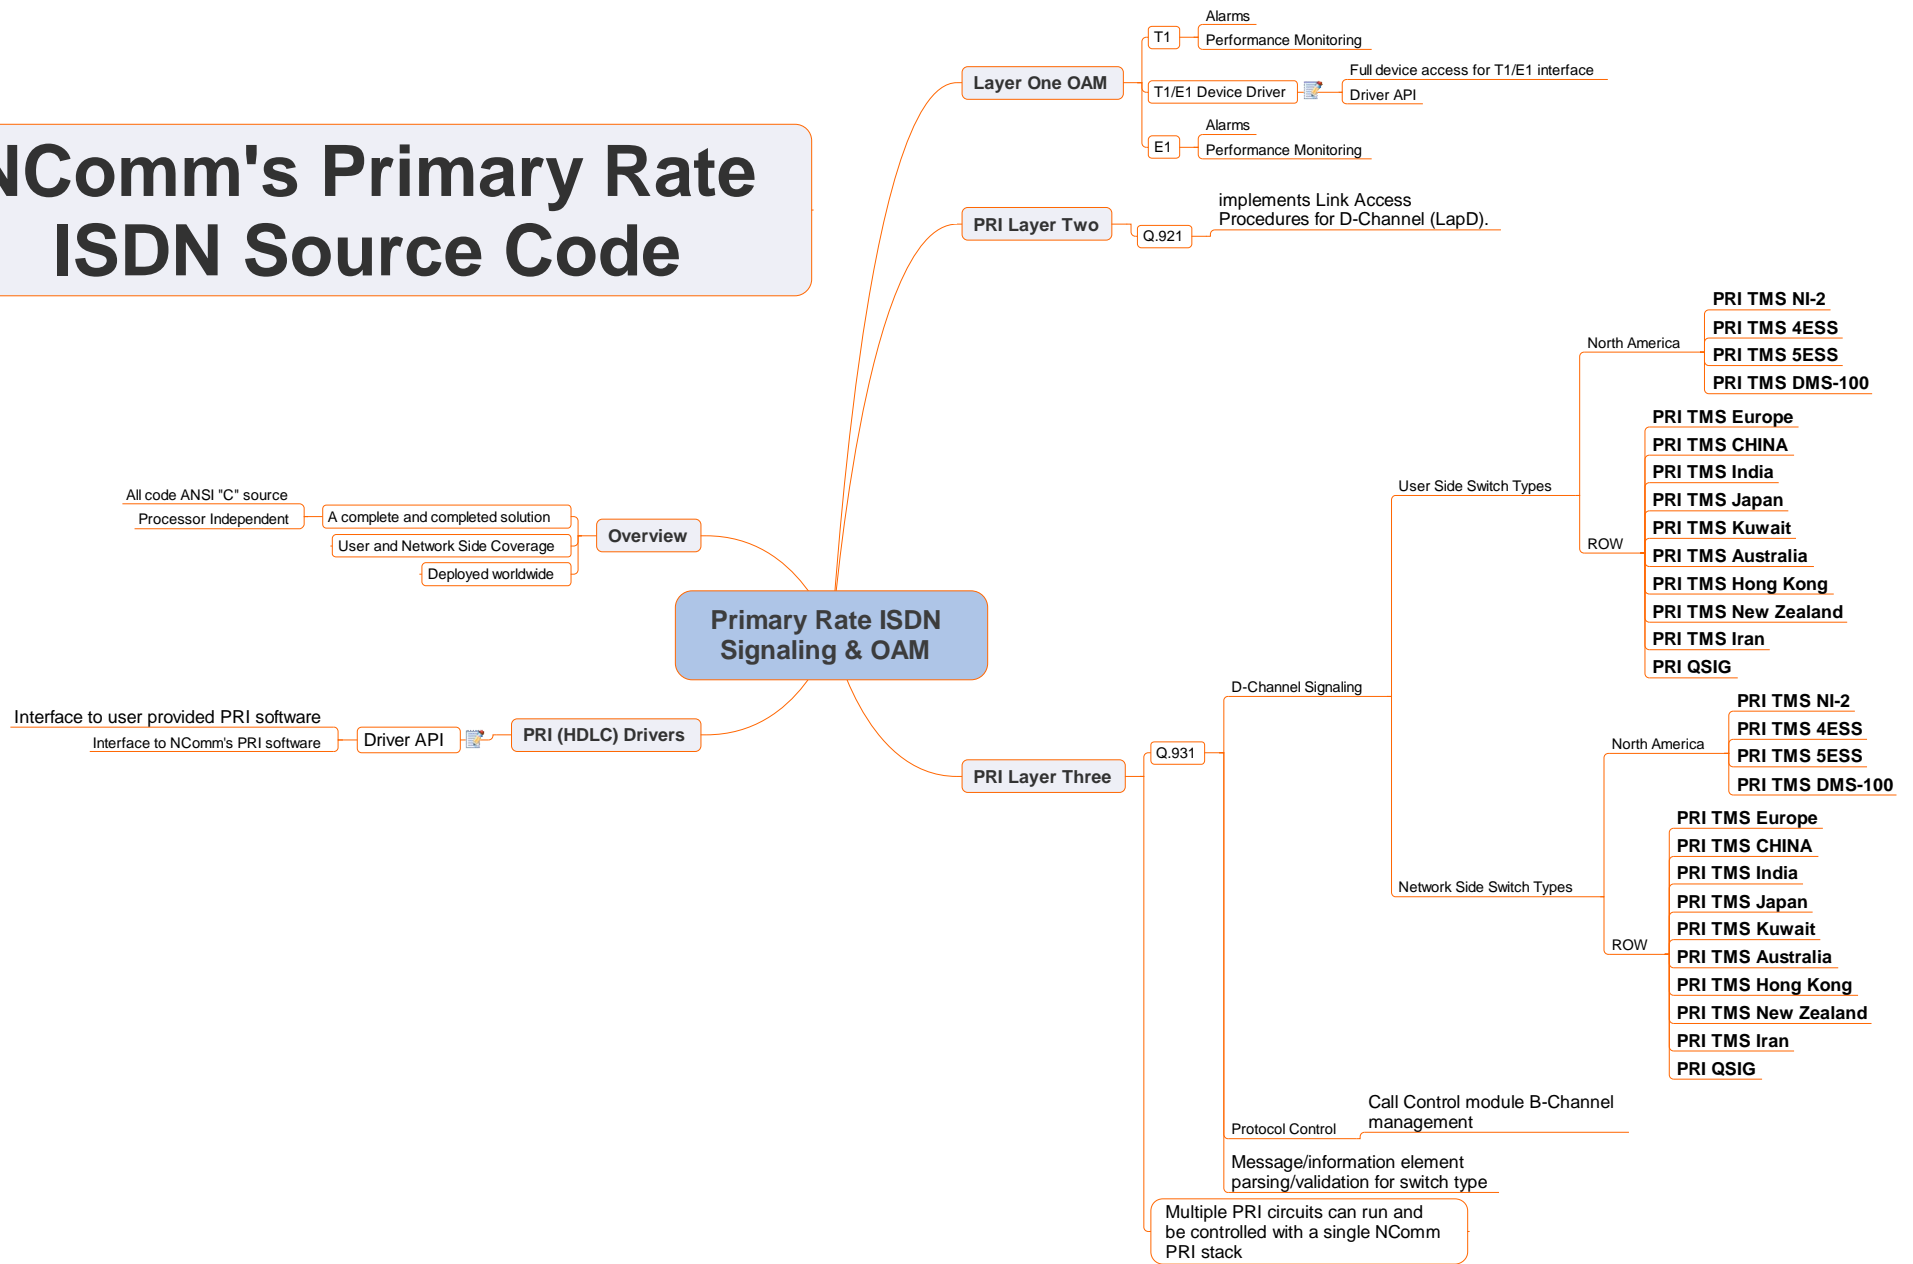 NComm's Primary Rate
ISDN Source Code
Primary Rate ISDN
Signaling & OAM
Layer One OAM
T1
Alarms
Performance Monitoring
T1/E1 Device Driver
Full device access for T1/E1 interface
Driver API
E1
Alarms
Performance Monitoring
PRI Layer Two
Q.921
implements Link Access
Procedures for D-Channel (LapD).
PRI Layer Three
Q.931
D-Channel Signaling
User Side Switch Types
North America
PRI TMS NI-2
PRI TMS 4ESS
PRI TMS 5ESS
PRI TMS DMS-100
ROW
PRI TMS Europe
PRI TMS CHINA
PRI TMS India
PRI TMS Japan
PRI TMS Kuwait
PRI TMS Australia
PRI TMS Hong Kong
PRI TMS New Zealand
PRI TMS Iran
PRI QSIG
Network Side Switch Types
North America
PRI TMS NI-2
PRI TMS 4ESS
PRI TMS 5ESS
PRI TMS DMS-100
ROW
PRI TMS Europe
PRI TMS CHINA
PRI TMS India
PRI TMS Japan
PRI TMS Kuwait
PRI TMS Australia
PRI TMS Hong Kong
PRI TMS New Zealand
PRI TMS Iran
PRI QSIG
Protocol Control
Call Control module B-Channel
management
Message/information element
parsing/validation for switch type
Multiple PRI circuits can run and
be controlled with a single NComm
PRI stack
Overview
A complete and completed solution
All code ANSI "C" source
Processor Independent
User and Network Side Coverage
Deployed worldwide
PRI (HDLC) Drivers
Driver API
Interface to user provided PRI software
Interface to NComm's PRI software